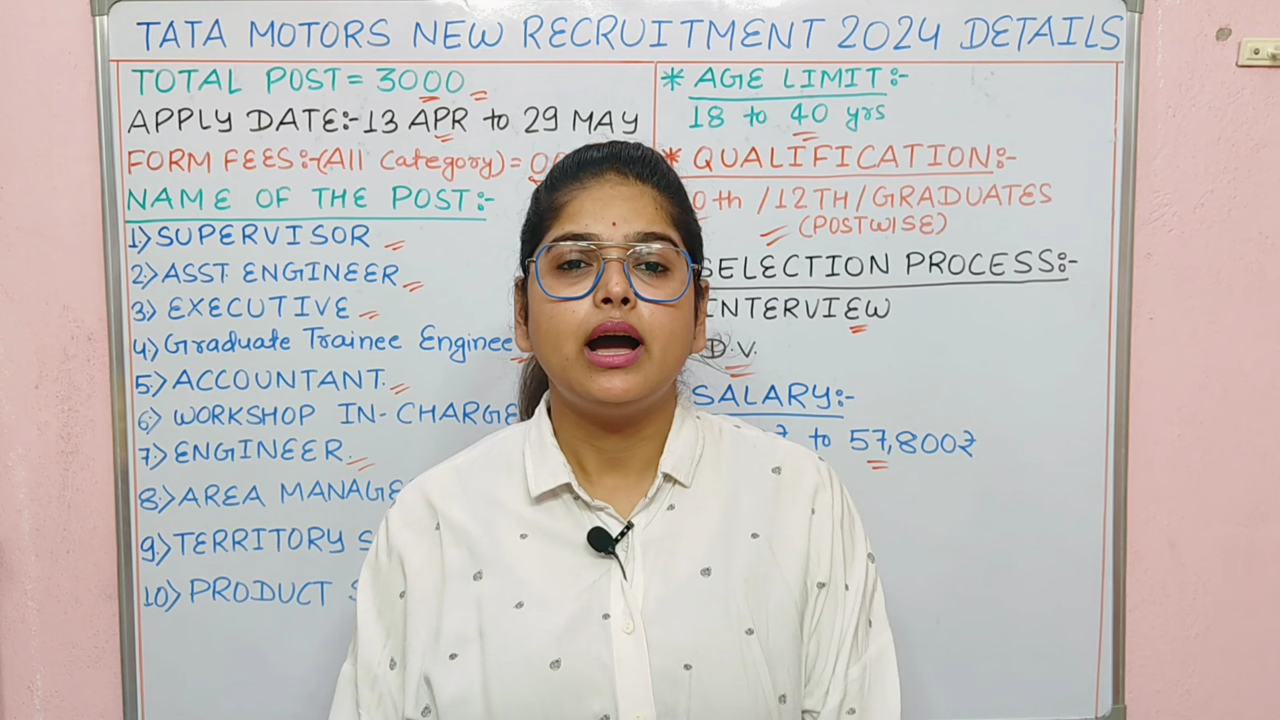 TATA MOTORS NEW RECRUITMENT 2024 DETAILS
TOTAL POST = 3000
APPLY DATE:- 13 APR to 29 MAY
FORM FEES:-(All Category)=
NAME OF THE POST:-
1) SUPERVISOR
2) ASST ENGINEER
3) EXECUTIVE
4) Graduate Trainee
5) ACCOUNTANT.
6) WORKSHOP IN-CHARGE
7) ENGINEER.
8) AREA
9) TERRITORY
10) PRODUCT
* AGE LIMIT:-
18 to 40 yrs
* QUALIFICATION:-
/12TH/GRADUATES
(POSTWISE)
SELECTION PROCESS:-
INTERVIEW
D.V.
SALARY:-
₹ to 57,800₹